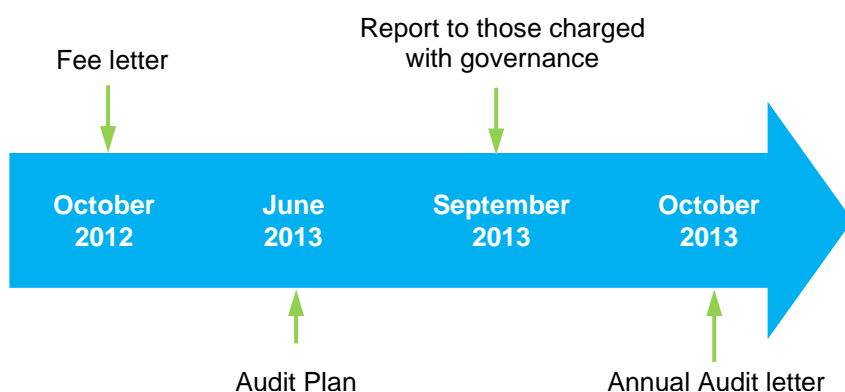 Report to those charged
with governance
Fee letter
October
2012
June
2013
September
2013
October
2013
Audit Plan
Annual Audit letter